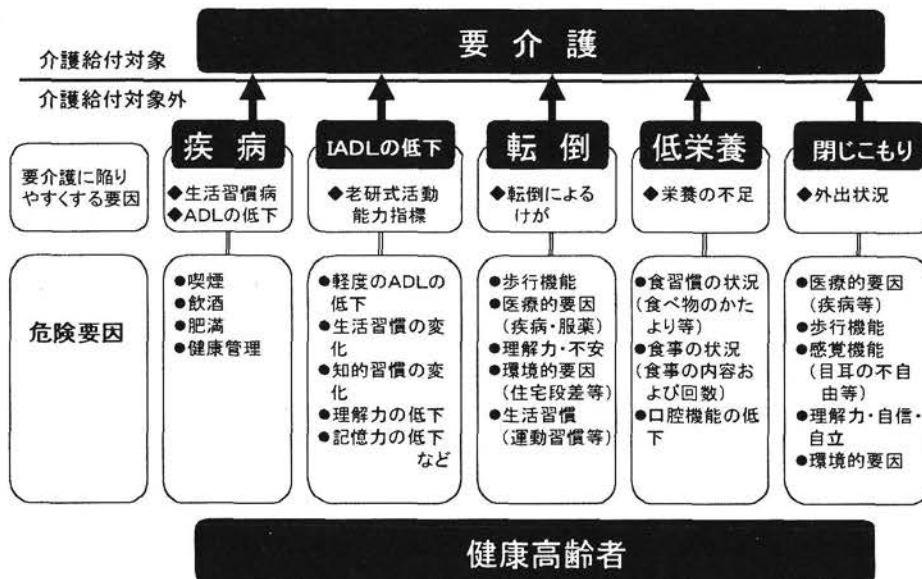 要介護
介護給付対象
介護給付対象外
要介護に陥り
やすくする要因
疾病
◆生活習慣病
◆ADLの低下
IADLの低下
◆老研式活動
能力指標
転倒
◆転倒による
けが
低栄養
◆栄養の不足
閉じこもり
◆外出状況
危険要因
●喫煙
●飲酒
●肥満
●健康管理
●軽度のADLの
低下
●生活習慣の変
化
●知的習慣の変
化
●理解力の低下
●記憶力の低下
など
●歩行機能
●医療的要因
(疾病・服薬)
●理解力・不安
●環境的要因
(住宅段差等)
●生活習慣
(運動習慣等)
●食習慣の状況
(食べ物のかた
より等)
●食事の状況
(食事の内容お
よび回数)
●口腔機能の低
下
●医療的要因
(疾病等)
●歩行機能
●感覚機能
(目耳の不自
由等)
●理解力・自信・
自立
●環境的要因
健康高齢者